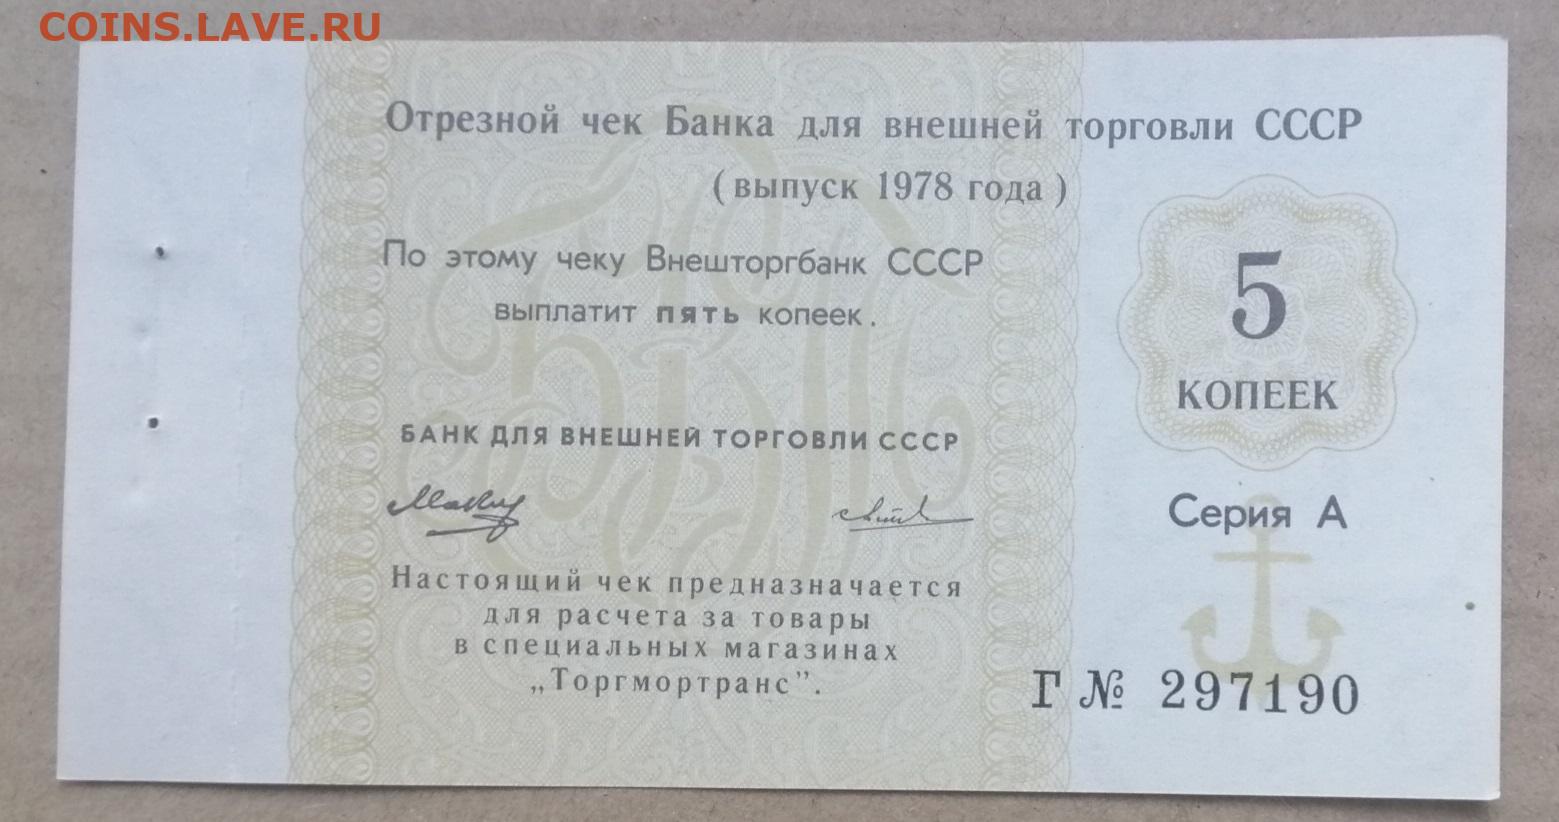 COINS.LAVE.RU
Отрезной чек Банка для внешней торговли СССР
(выпуск 1978 года)
По этому чеку Внешторгбанк СССР
выплатит пять копеек.
5
КОПЕЕК
БАНК ДЛЯ ВНЕШНЕЙ ТОРГОВЛИ СССР
Серия А
Настоящий чек предназначается
для расчета за товары
в специальных магазинах
„Торгмортранс”.
Г № 297190